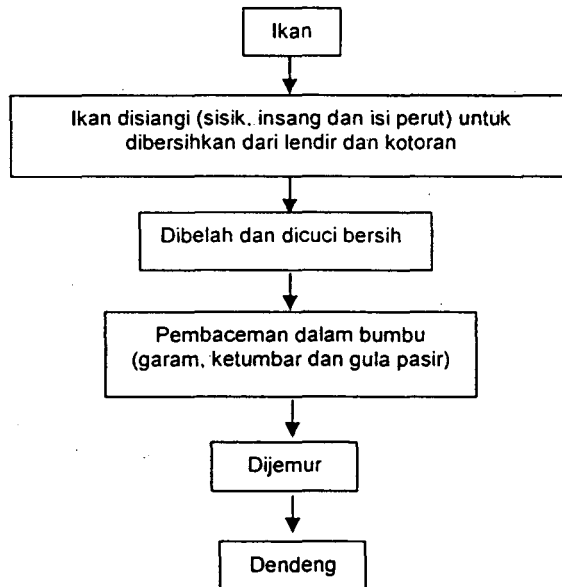 Ikan
Ikan disiangi (sisik, insang dan isi perut) untuk
dibersihkan dari lendir dan kotoran
Dibelah dan dicuci bersih
Pembaceman dalam bumbu
(garam, ketumbar dan gula pasir)
Dijemur
Dendeng